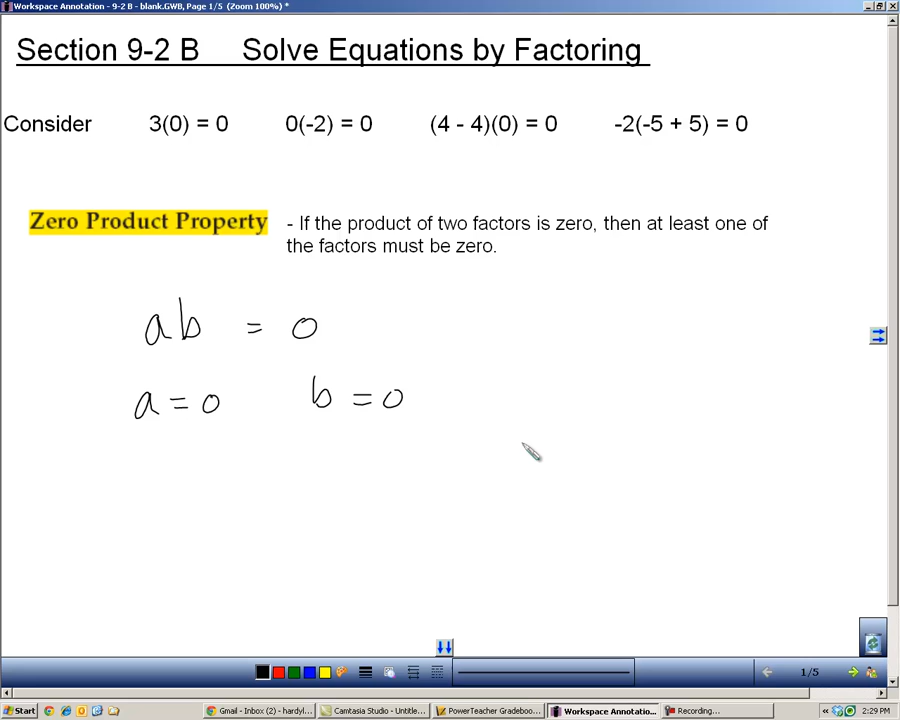 Workspace Annotation - 9-2 B - blank.GWB, Page 1/5 (Zoom 100%) *
Section 9-2 B Solve Equations by Factoring
Consider 3(0) = 0 0(-2) = 0 (4 - 4)(0) = 0 -2(-5 + 5) = 0
Zero Product Property - If the product of two factors is zero, then at least one of
the factors must be zero.
ab = 0
a = 0 b = 0
1/5
Start Gmail - Inbox (2) - hardyl... Camtasia Studio - Untitle... PowerTeacher Gradeboo... Workspace Annotatio... Recording... 2:29 PM